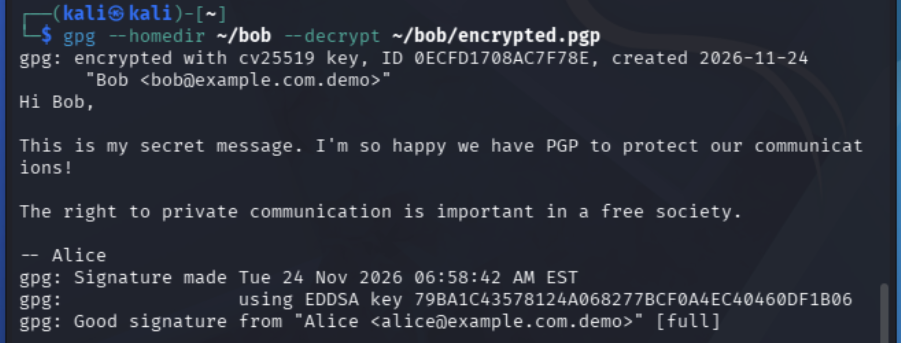 ┌──(kali㉿kali)-[~]
└─$ gpg --homedir ~/bob --decrypt ~/bob/encrypted.pgp
gpg: encrypted with cv25519 key, ID 0ECFD1708AC7F78E, created 2026-11-24
      "Bob <bob@example.com.demo>"
Hi Bob,

This is my secret message. I'm so happy we have PGP to protect our communicat
ions!

The right to private communication is important in a free society.

-- Alice
gpg: Signature made Tue 24 Nov 2026 06:58:42 AM EST
gpg:                using EDDSA key 79BA1C43578124A068277BCF0A4EC40460DF1B06
gpg: Good signature from "Alice <alice@example.com.demo>" [full]